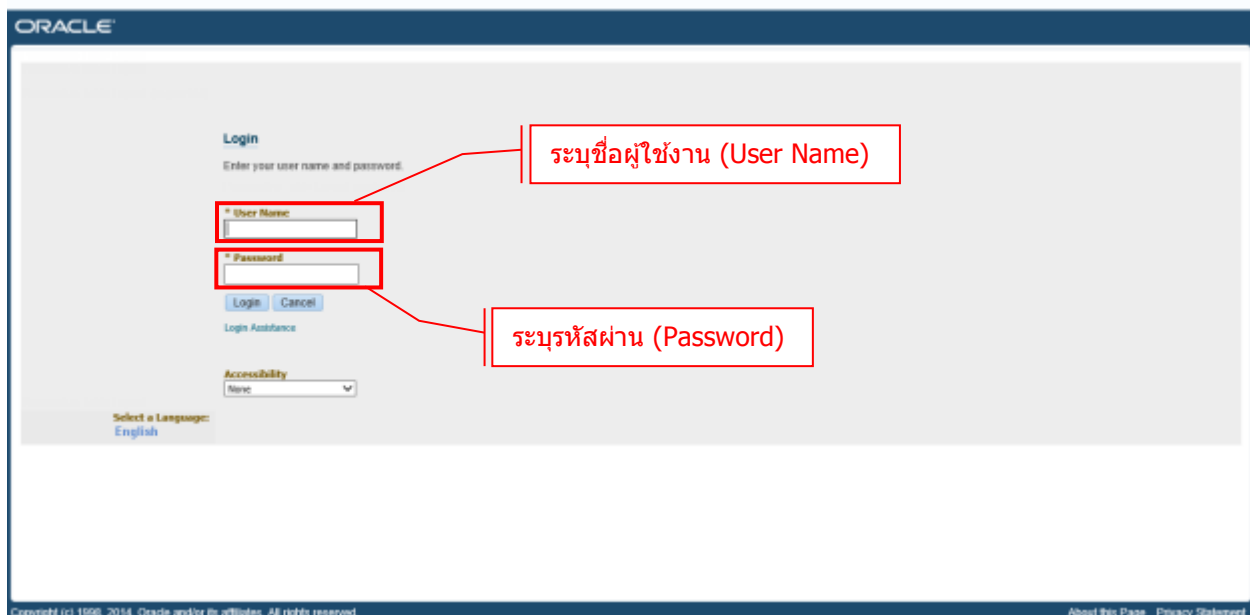 ORACLE
Login
Enter your user name and password.
ระบุชื่อผู้ใช้งาน (User Name)
* User Name
* Password
Login Cancel
Login Assistance
ระบุรหัสผ่าน (Password)
Accessibility
None
Select a Language:
English
Copyright (c) 1998, 2014, Oracle and/or its affiliates. All rights reserved.
About this Page Privacy Statement